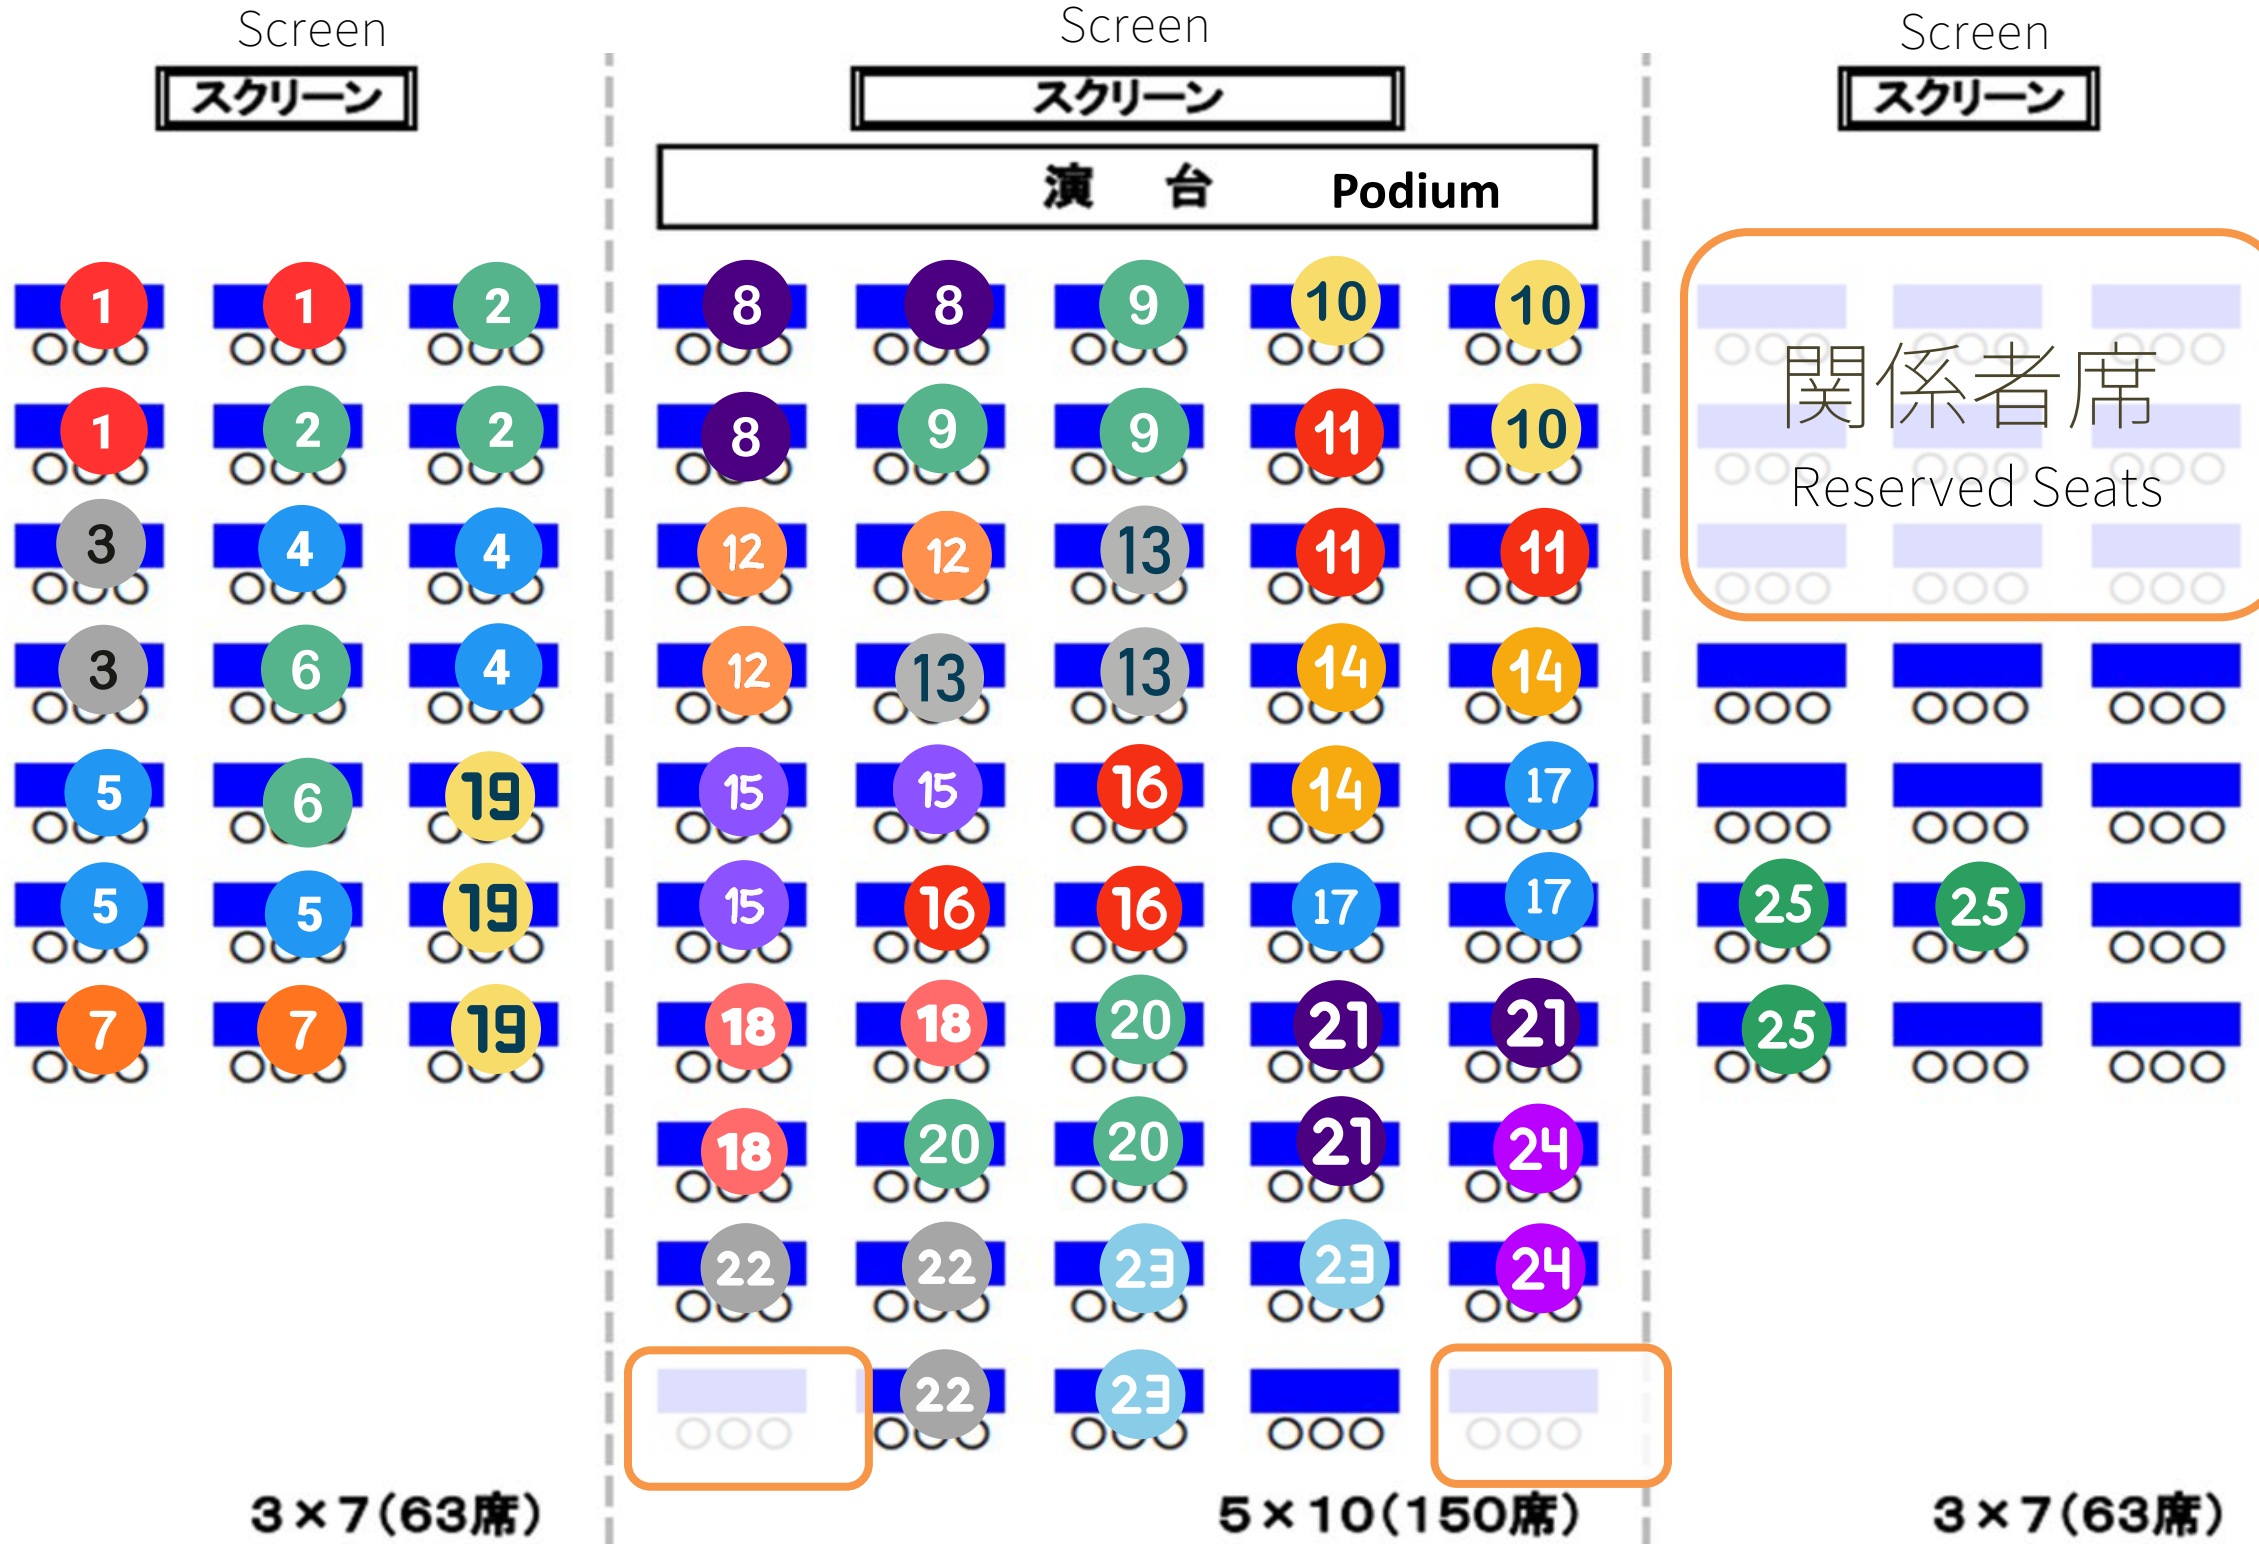 Screen Screen Screen
スクリーン スクリーン スクリーン
演 台 Podium
1 1 2 8 8 9 10 10
1 2 2 8 9 9 11 10
関係者席
Reserved Seats
3 4 4 12 12 13 11 11
3 6 4 12 13 13 14 14
5 6 19 15 15 16 14 17
5 5 19 15 16 16 17 17 25 25
7 7 19 18 18 20 21 21 25
18 20 20 21 24
22 22 23 23 24
22 23
3×7(63席) 5×10(150席) 3×7(63席)